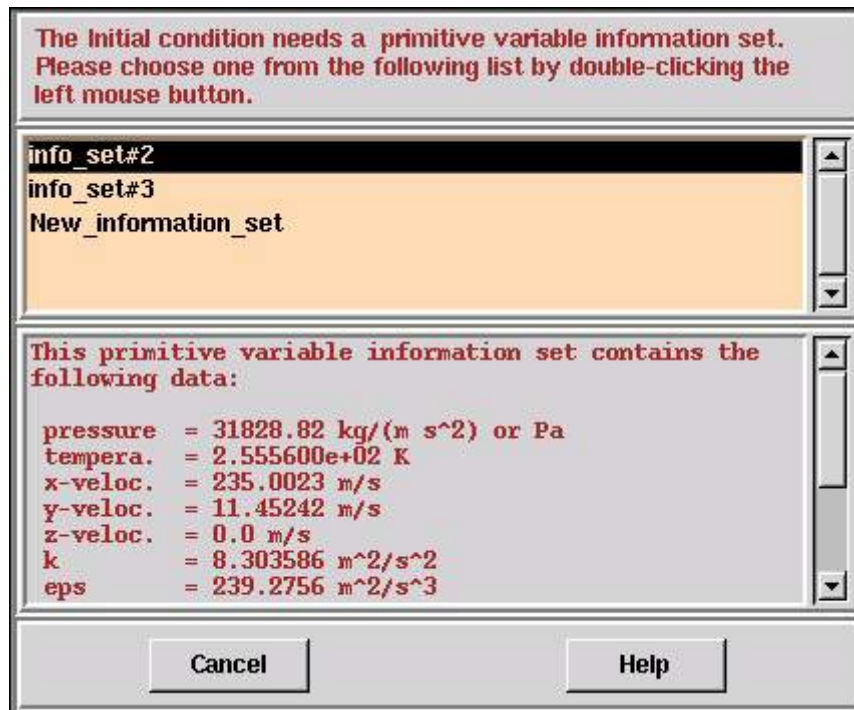 The Initial condition needs a primitive variable information set.
Please choose one from the following list by double-clicking the
left mouse button.
info_set#2
info_set#3
New_information_set
This primitive variable information set contains the
following data:
pressure = 31828.82 kg/(m s^2) or Pa
tempera. = 2.555600e+02 K
x-veloc. = 235.0023 m/s
y-veloc. = 11.45242 m/s
z-veloc. = 0.0 m/s
k = 8.303586 m^2/s^2
eps = 239.2756 m^2/s^3
Cancel Help